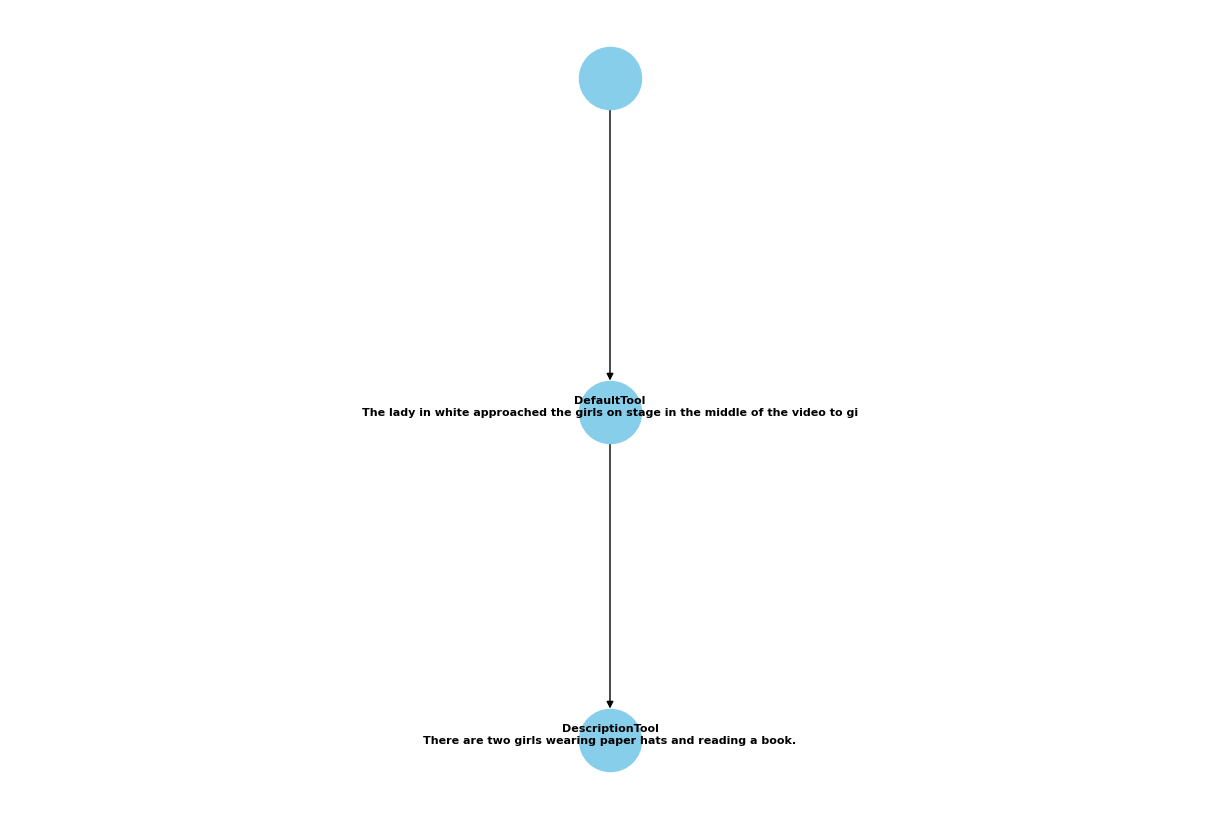 DefaultTool
The lady in white approached the girls on stage in the middle of the video to gi
DescriptionTool
There are two girls wearing paper hats and reading a book.